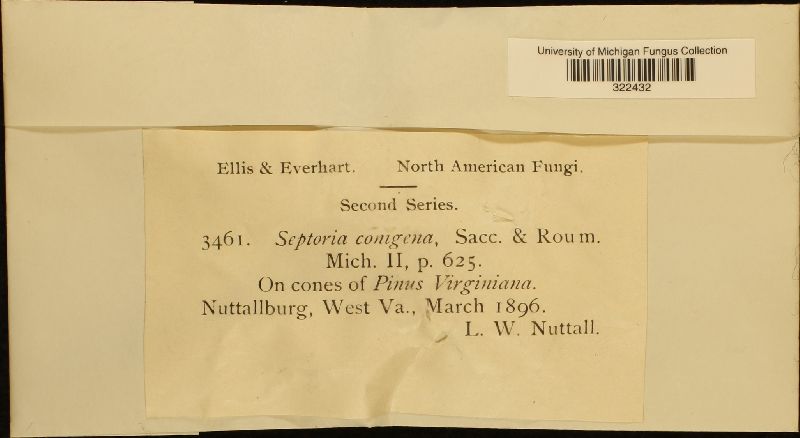 University of Michigan Fungus Collection
322432
Ellis & Everhart. North American Fungi.
Second Series.
3461. Septoria conigena, Sacc. & Roum.
Mich. II, p. 625.
On cones of Pinus Virginiana.
Nuttallburg, West Va., March 1896.
L. W. Nuttall.